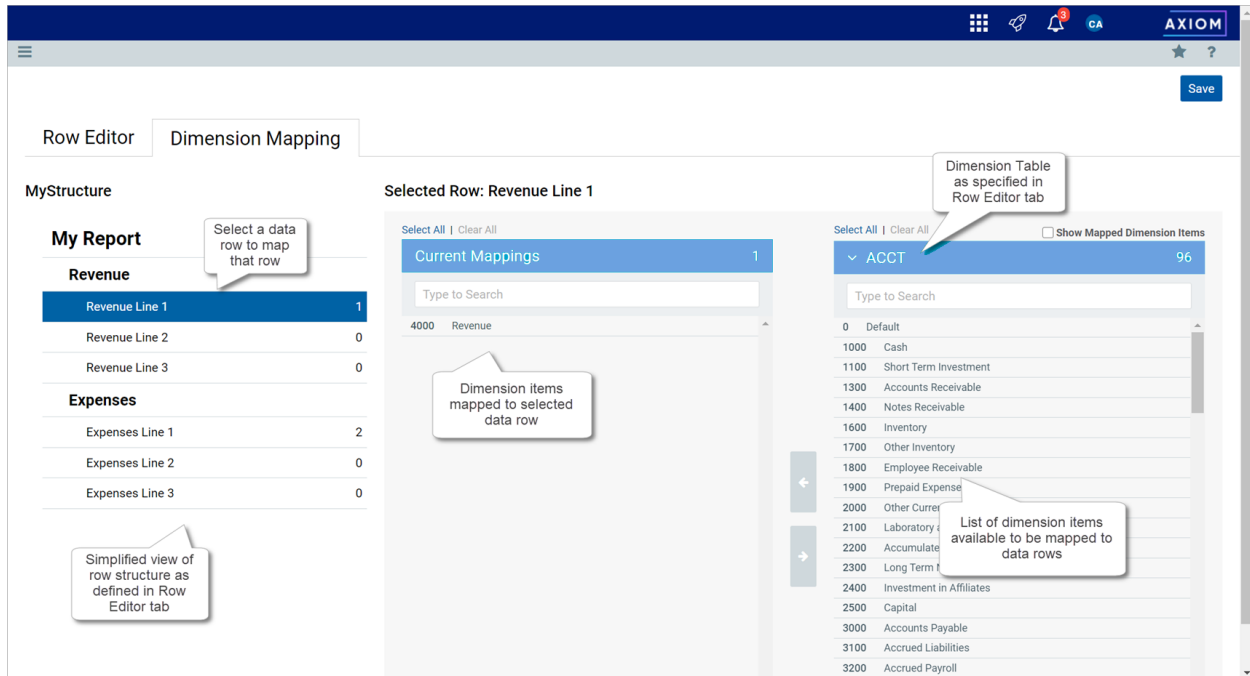 3
CA
AXIOM
?
Save
Row Editor
Dimension Mapping
MyStructure
Selected Row: Revenue Line 1
Dimension Table
as specified in
Row Editor tab
My Report
Select a data
row to map
that row
Revenue
Revenue Line 1 1
Revenue Line 2 0
Revenue Line 3 0
Expenses
Expenses Line 1 2
Expenses Line 2 0
Expenses Line 3 0
Simplified view of
row structure as
defined in Row
Editor tab
Select All | Clear All
Current Mappings 1
Type to Search
4000 Revenue
Dimension items
mapped to selected
data row
Select All | Clear All
Show Mapped Dimension Items
ACCT 96
Type to Search
0 Default
1000 Cash
1100 Short Term Investment
1300 Accounts Receivable
1400 Notes Receivable
1600 Inventory
1700 Other Inventory
1800 Employee Receivable
1900 Prepaid Expense
2000 Other
2100 Laboratory
2200
2300 Long Term
2400 Investment in Affiliates
2500 Capital
3000 Accounts Payable
3100 Accrued Liabilities
3200 Accrued Payroll
List of dimension items
available to be mapped to
data rows